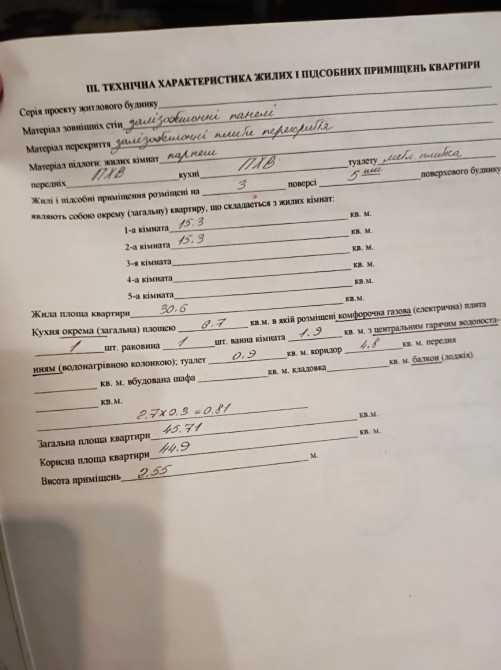 III. ТЕХНІЧНА ХАРАКТЕРИСТИКА ЖИЛИХ І ПІДСОБНИХ ПРИМІЩЕНЬ КВАРТИРИ
Серія проекту житлового будинку
Матеріал зовнішніх стін залізобетонні панелі
Матеріал перекриття залізобетонні плити перекриття
Матеріал підлоги: жилих кімнат паркет
передніх ПХВ кухні ПХВ туалету метл. плитка
Жилі і підсобні приміщення розміщені на 3 поверсі 5 поверхового будинку
являють собою окрему (загальну) квартиру, що складається з жилих кімнат:
1-а кімната 15.3 кв. м.
2-а кімната 15.3 кв. м.
3-я кімната кв. м.
4-а кімната кв. м.
5-а кімната кв. м.
Жила площа квартири 30.6 кв.м.
Кухня окрема (загальна) площею 8.7 кв.м. в якій розміщені комфорочна газова (електрична) плита
1 шт. раковина 1 шт. ванна кімната 1.9 кв. м. з центральним гарячим водопоста-
нням (водонагрівною колонкою); туалет 0,9 кв. м. коридор 4,8 кв. м. передня
кв. м. вбудована шафа кв. м. кладовка кв. м. балкон (лоджія)
кв.м.
2.7х0.3 = 0.81
Загальна площа квартири 45.71 кв.м.
Корисна площа квартири 44.9 кв. м.
Висота приміщень 2.55 м.